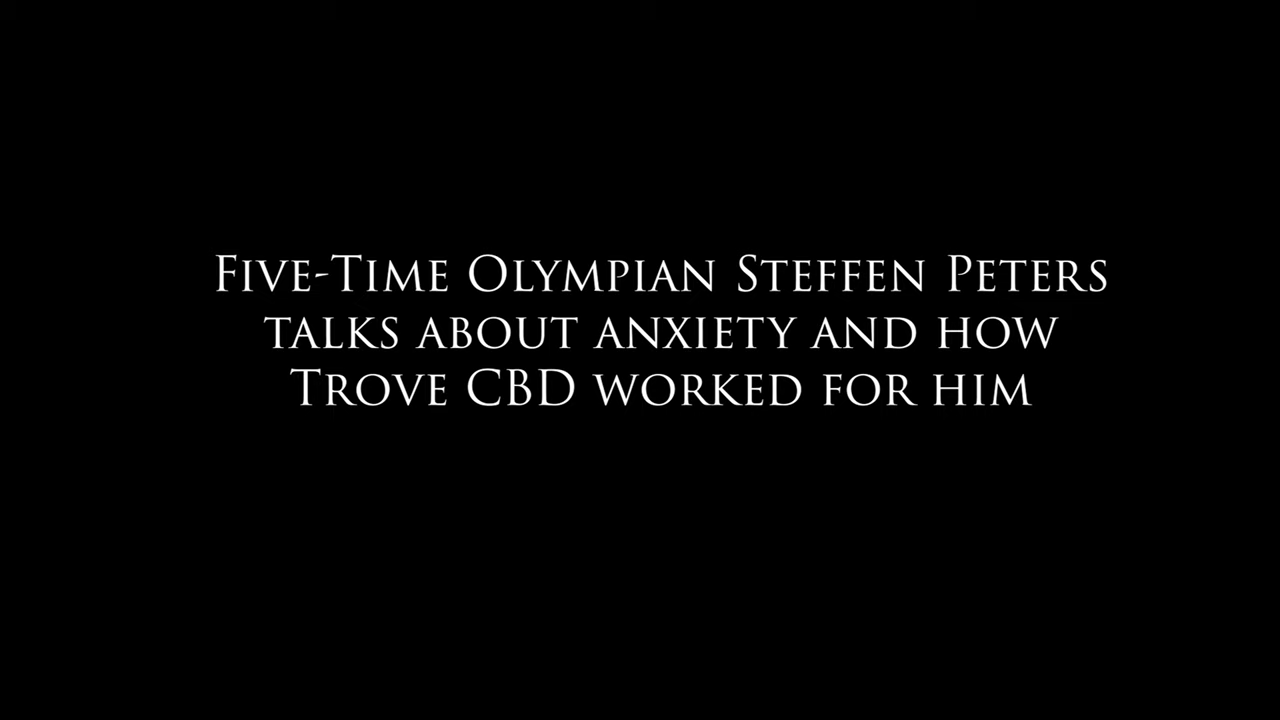 Five-Time Olympian Steffen Peters
talks about anxiety and how
Trove CBD worked for him